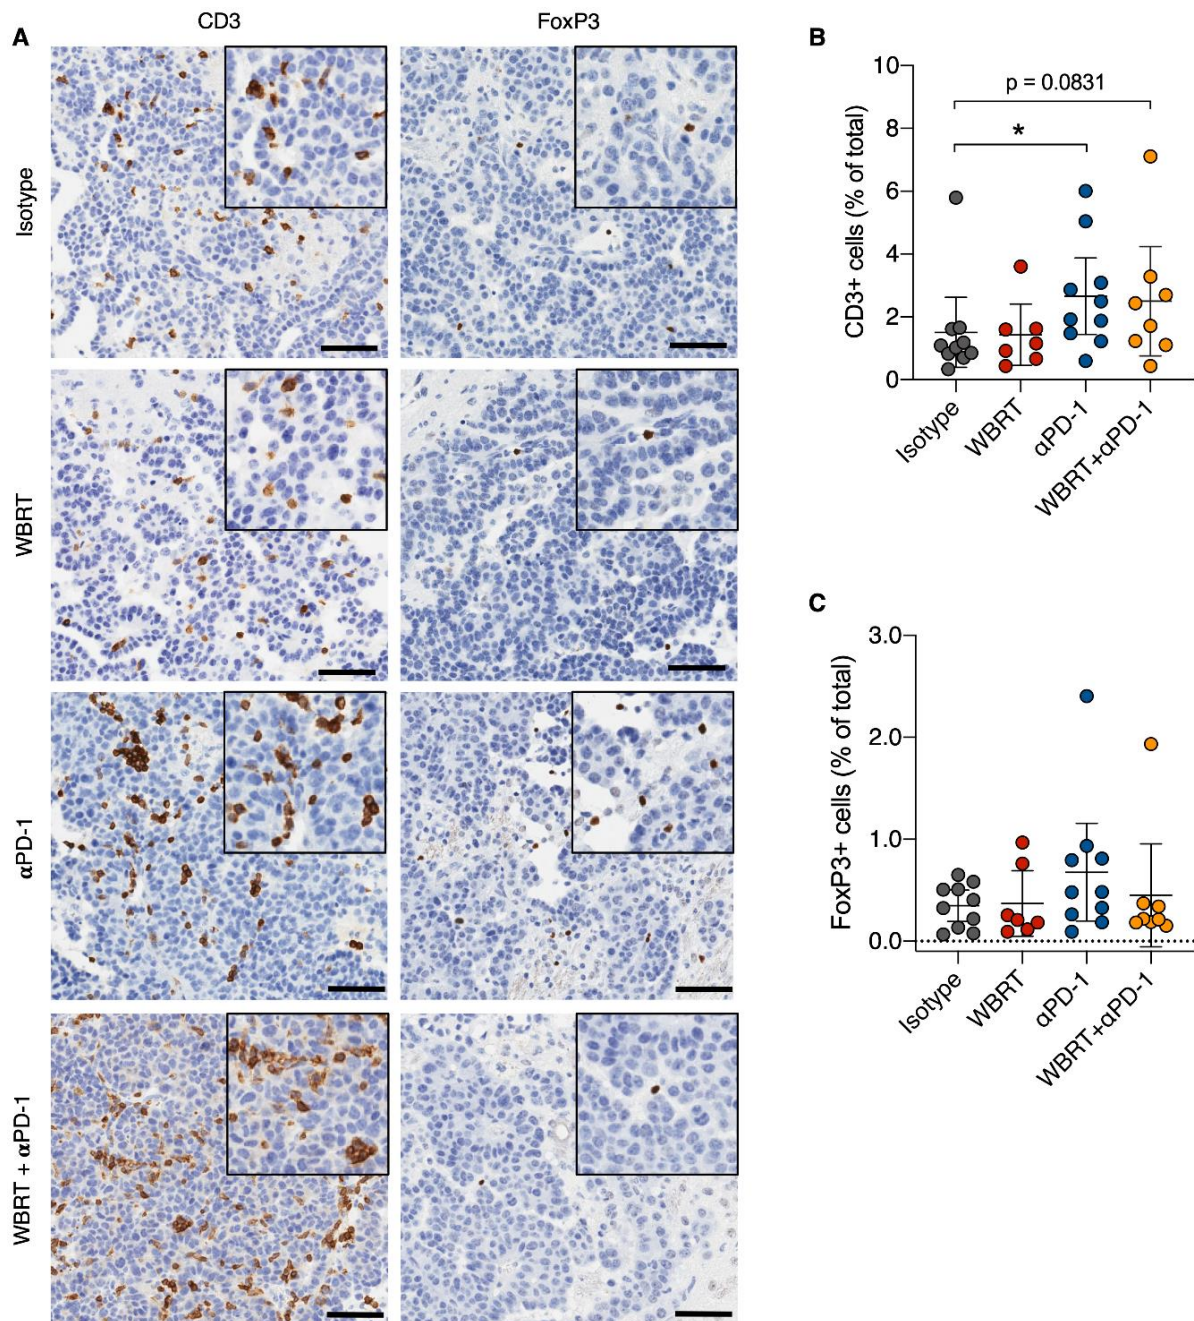 A
CD3
FoxP3
Isotype
WBRT
αPD-1
WBRT + αPD-1
B
CD3+ cells (% of total)
10
8
6
4
2
0
p = 0.0831
*
Isotype
WBRT
αPD-1
WBRT+αPD-1
C
FoxP3+ cells (% of total)
3.0
2.0
1.0
0.0
Isotype
WBRT
αPD-1
WBRT+αPD-1